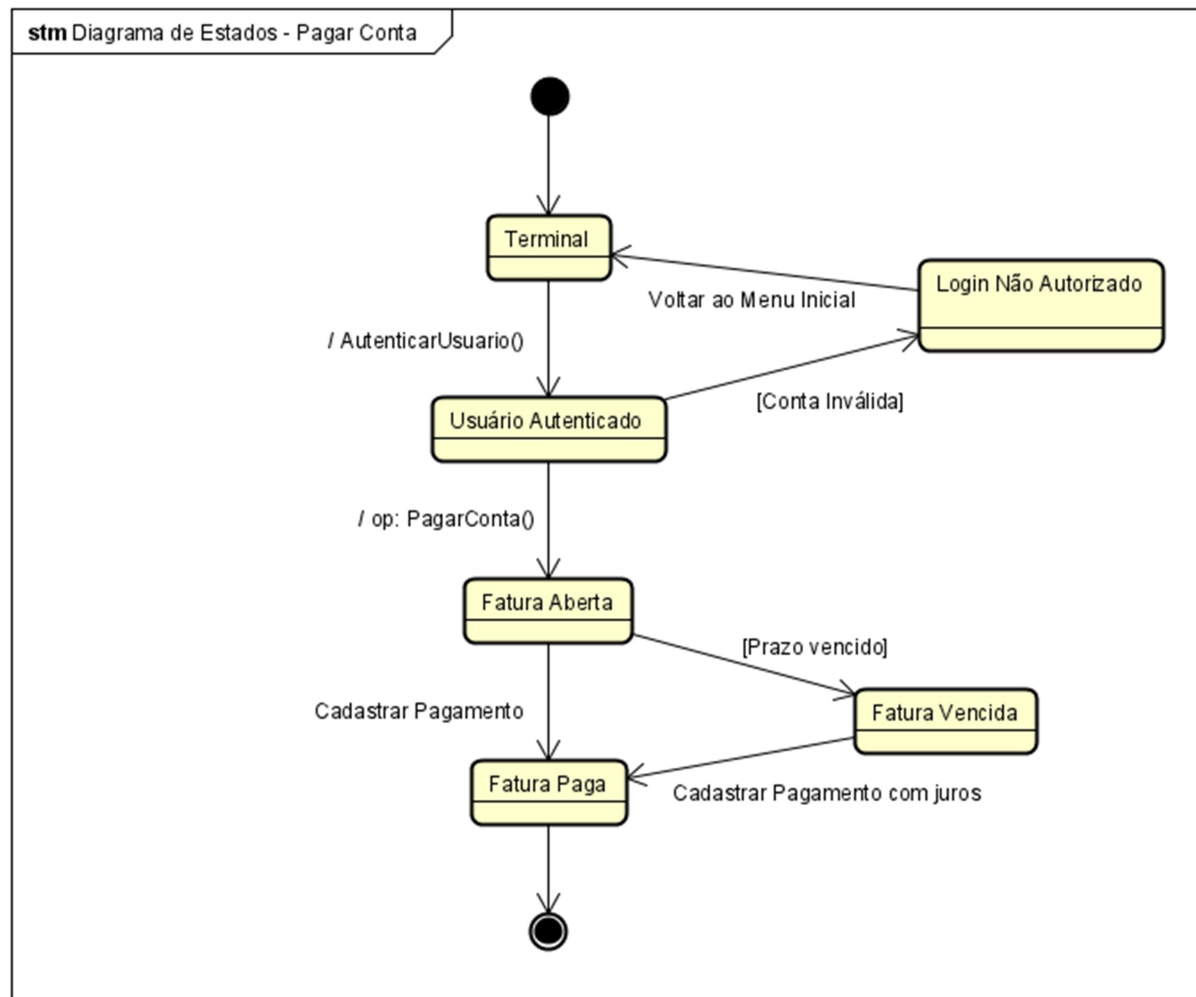 stm Diagrama de Estados - Pagar Conta
Terminal
Login Não Autorizado
Voltar ao Menu Inicial
/ AutenticarUsuario()
[Conta Inválida]
Usuário Autenticado
/ op: PagarConta()
Fatura Aberta
[Prazo vencido]
Cadastrar Pagamento
Fatura Vencida
Fatura Paga
Cadastrar Pagamento com juros